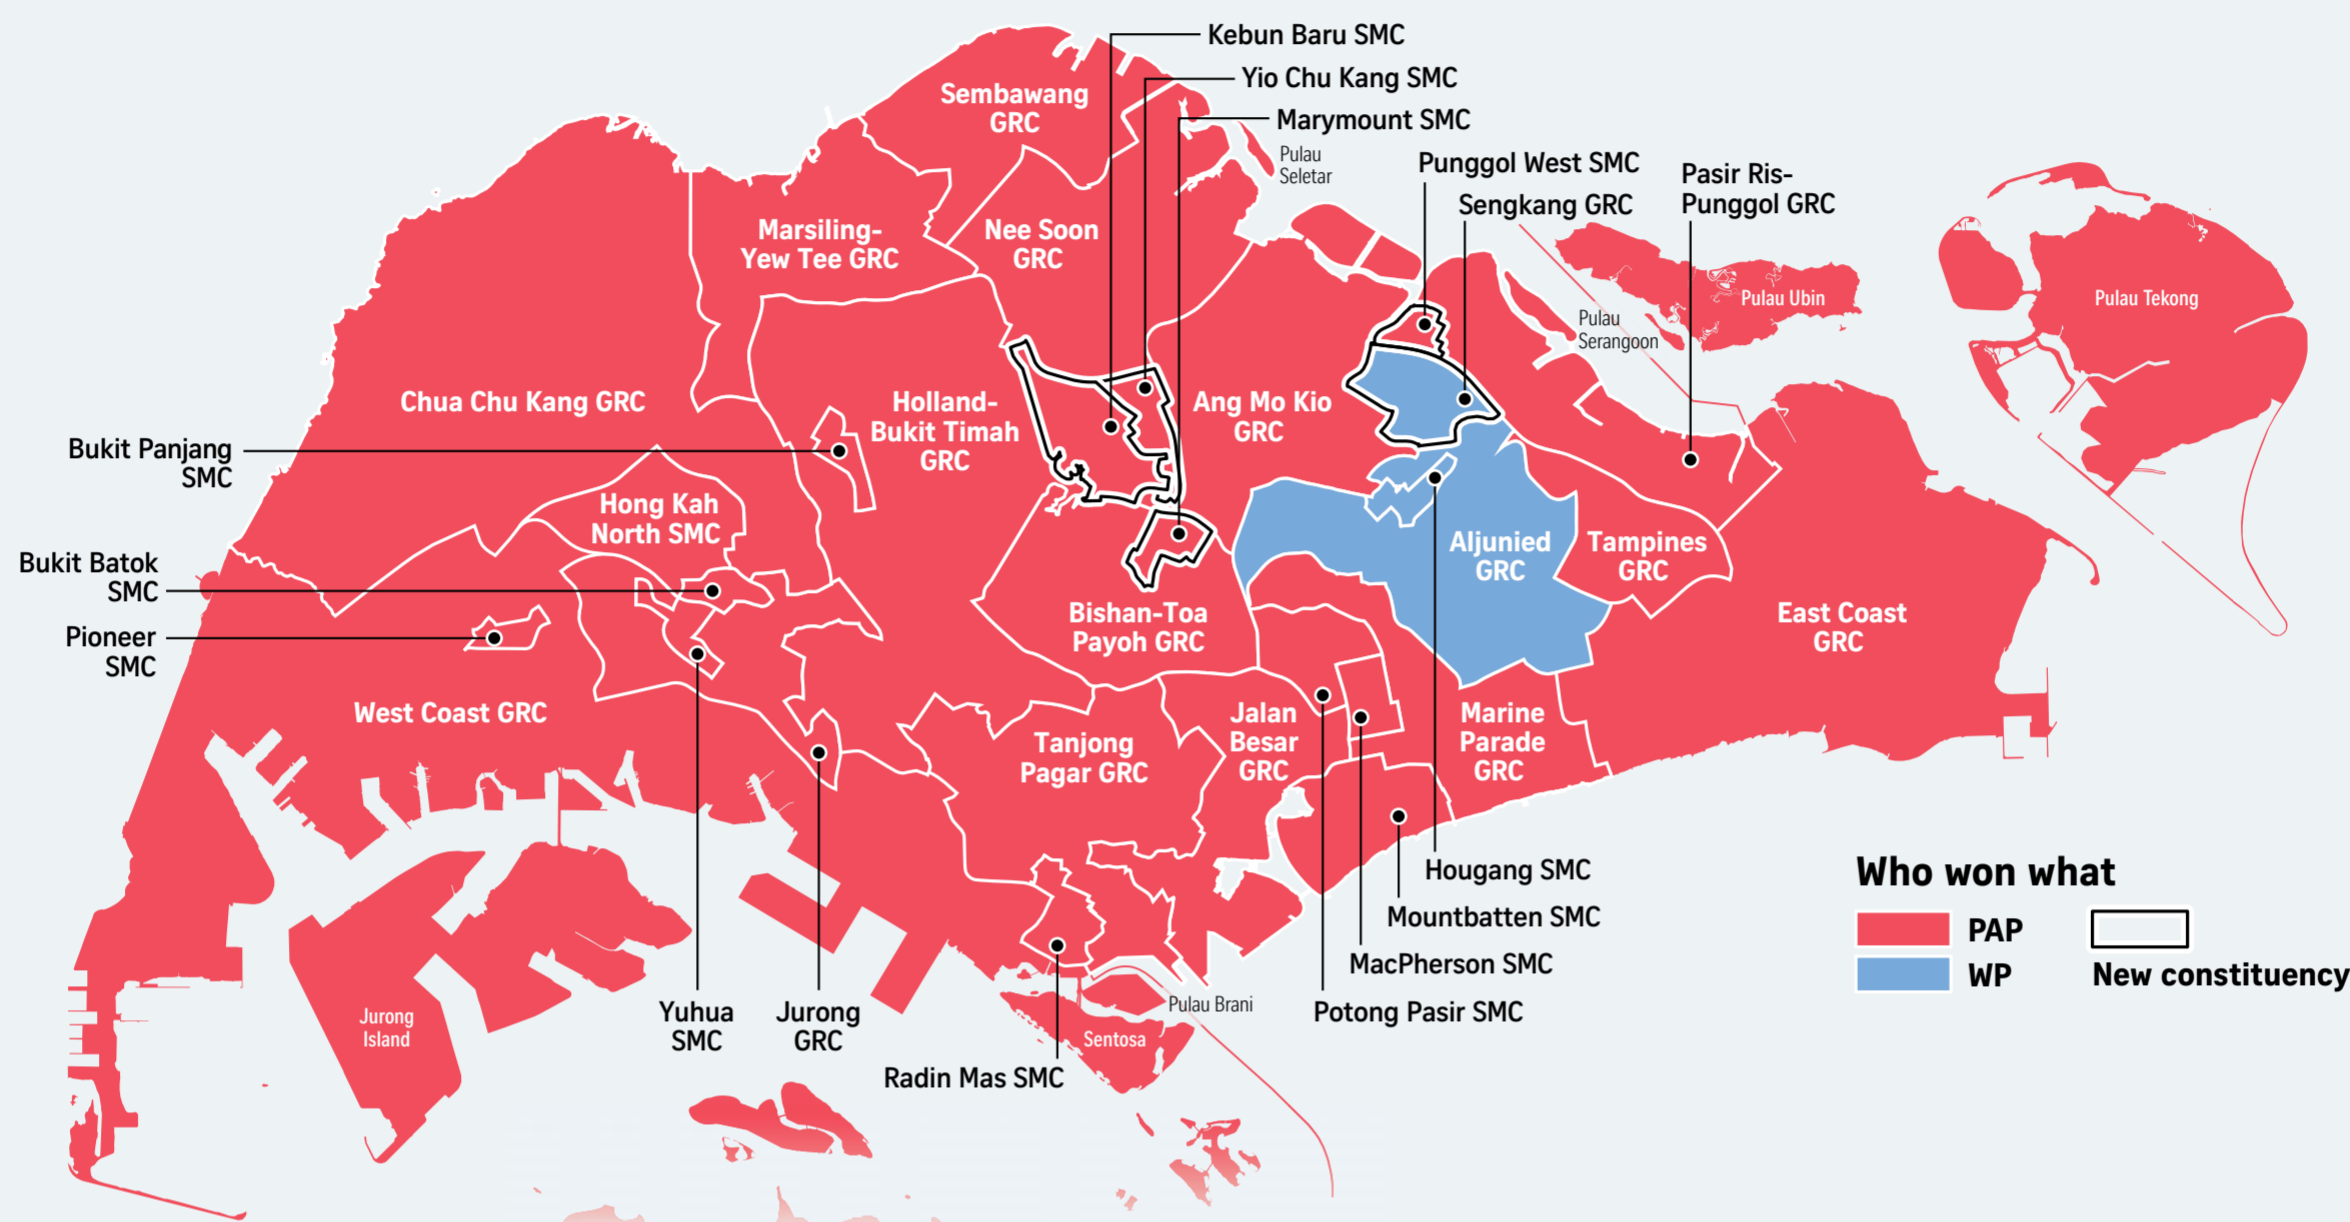 Kebun Baru SMC
Yio Chu Kang SMC
Marymount SMC
Sembawang
GRC
Pulau
Seletar
Punggol West SMC
Sengkang GRC
Pasir Ris-
Punggol GRC
Marsiling-
Yew Tee GRC
Nee Soon
GRC
Pulau Ubin
Pulau Tekong
Pulau
Serangoon
Chua Chu Kang GRC
Holland-
Bukit Timah
GRC
Ang Mo Kio
GRC
Bukit Panjang
SMC
Hong Kah
North SMC
Aljunied
GRC
Tampines
GRC
Bukit Batok
SMC
Pioneer
SMC
Bishan-Toa
Payoh GRC
East Coast
GRC
West Coast GRC
Tanjong
Pagar GRC
Jalan
Besar
GRC
Marine
Parade
GRC
Hougang SMC
Mountbatten SMC
MacPherson SMC
Potong Pasir SMC
Who won what
PAP
WP
New constituency
Jurong
Island
Yuhua
SMC
Jurong
GRC
Pulau Brani
Sentosa
Radin Mas SMC